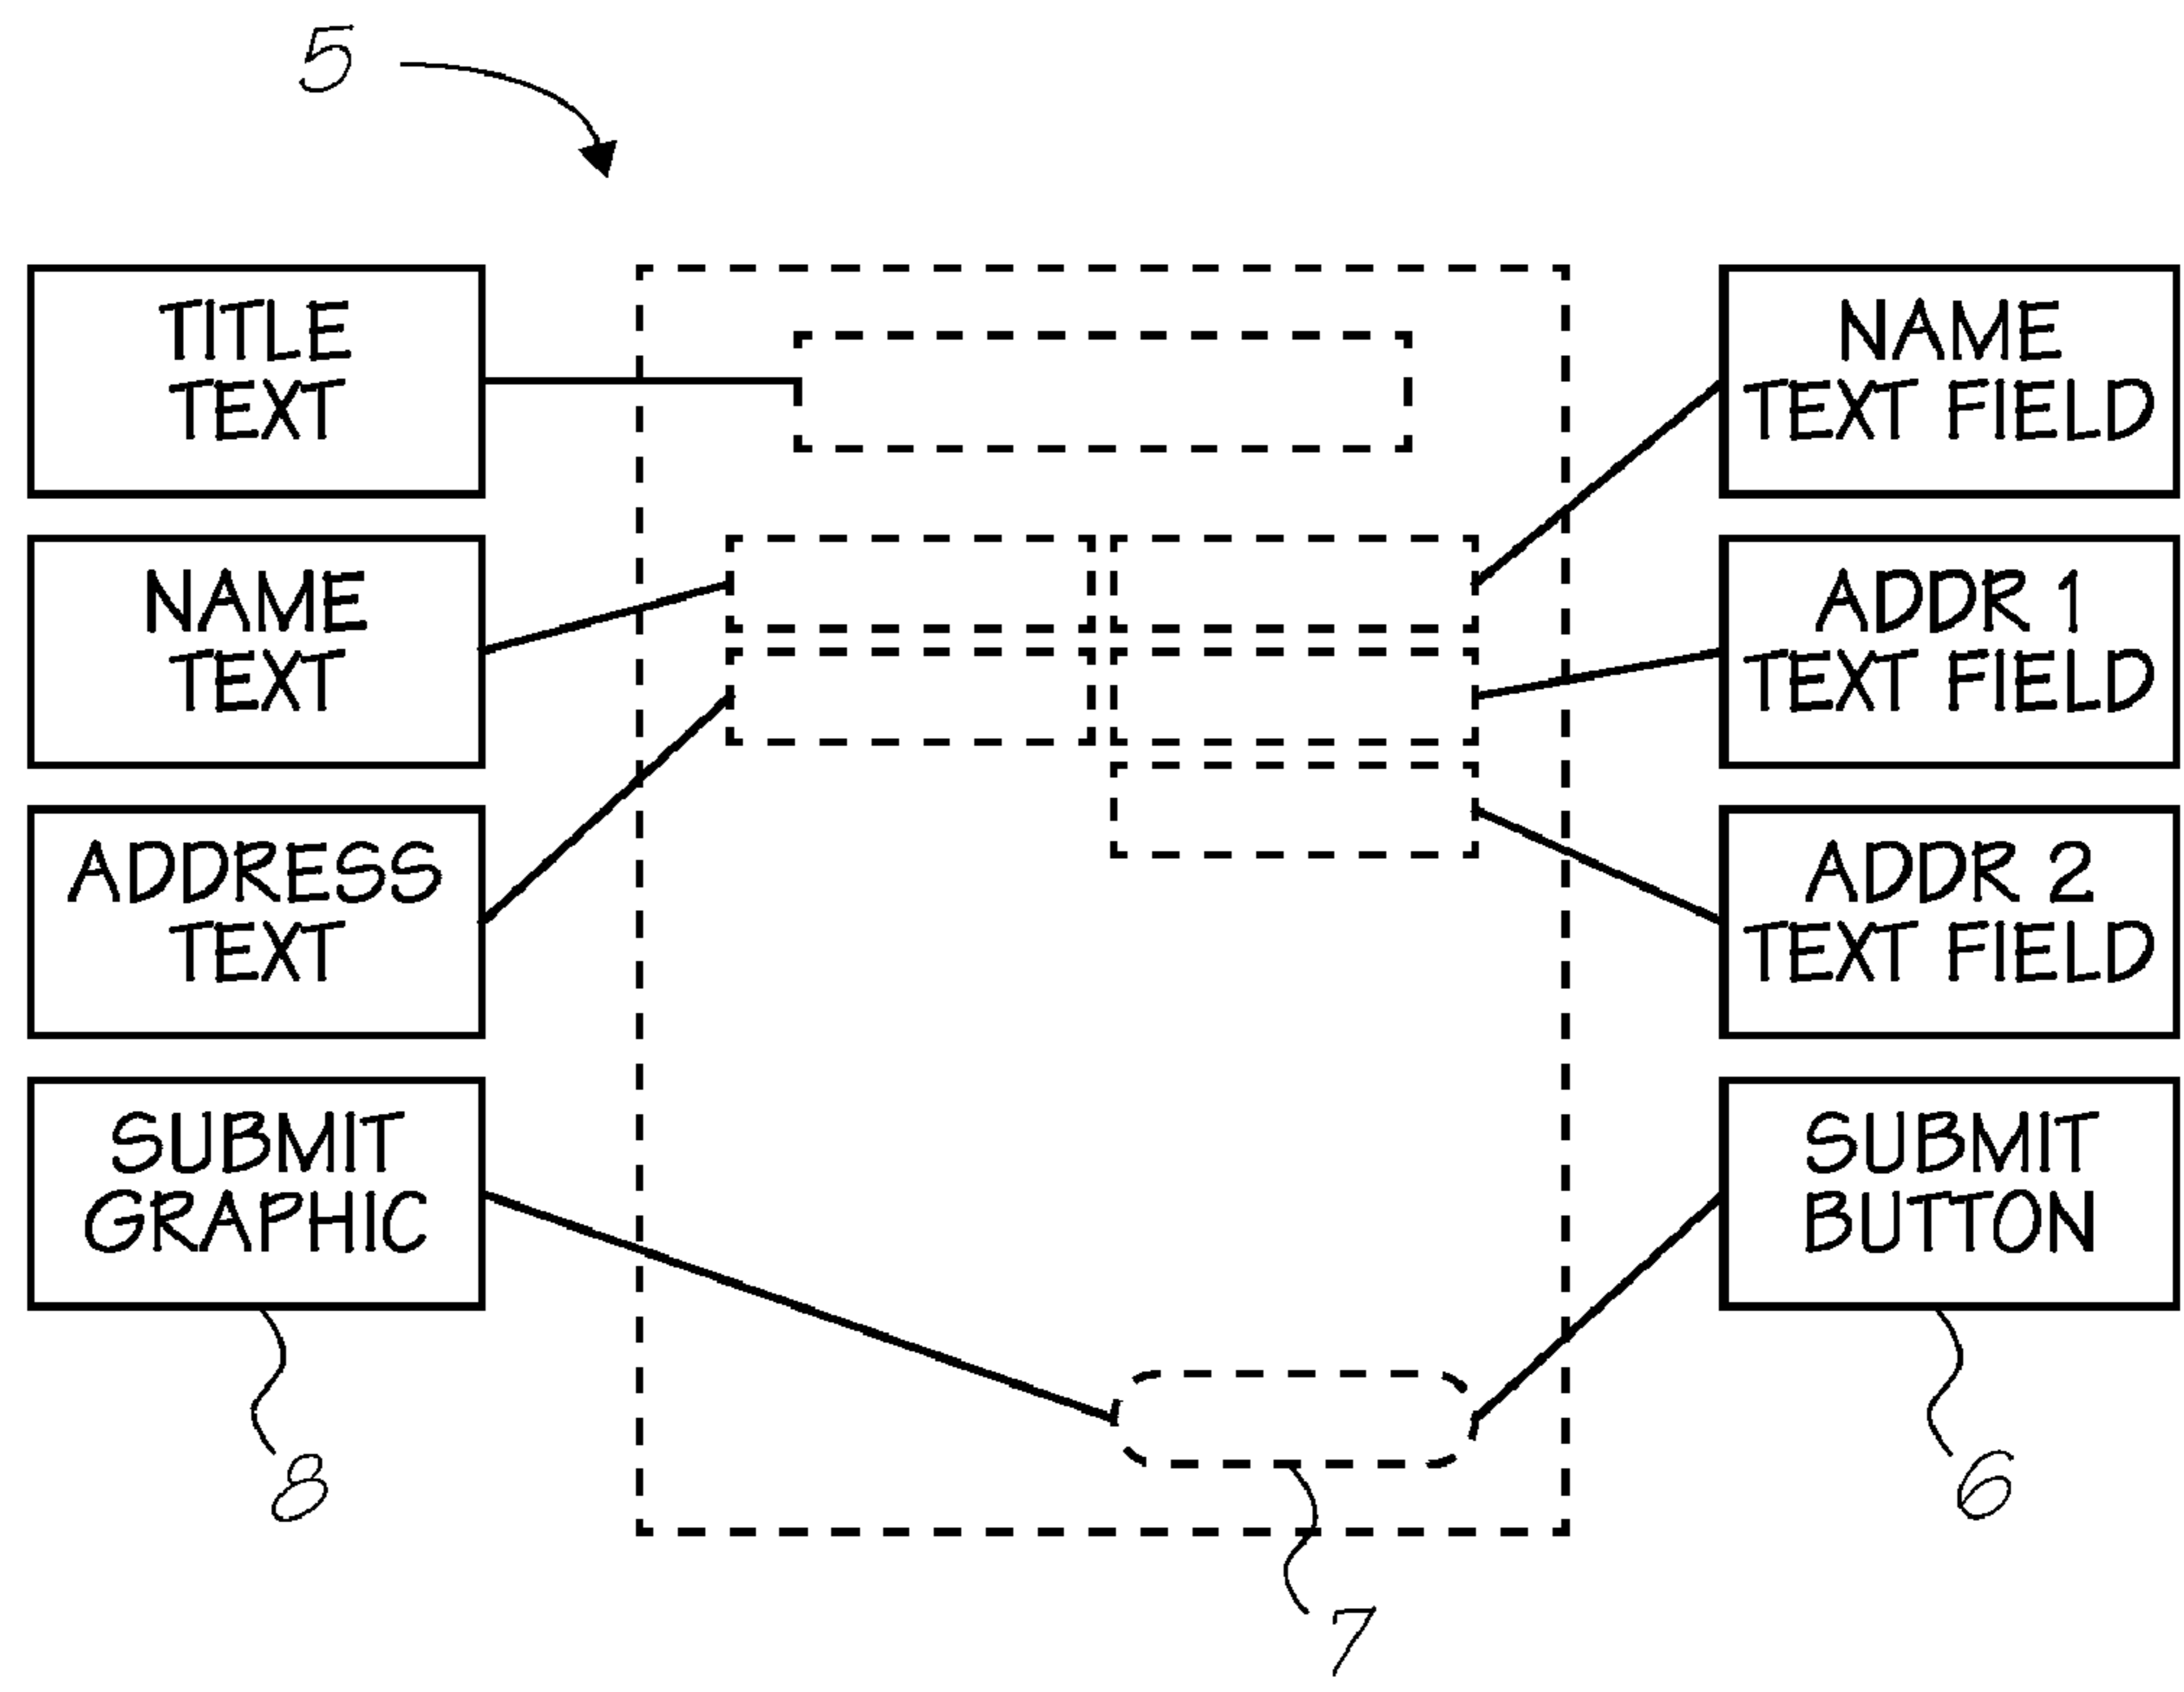 5
TITLE
TEXT
NAME
TEXT
ADDRESS
TEXT
SUBMIT
GRAPHIC
8
NAME
TEXT FIELD
ADDR 1
TEXT FIELD
ADDR 2
TEXT FIELD
SUBMIT
BUTTON
6
7